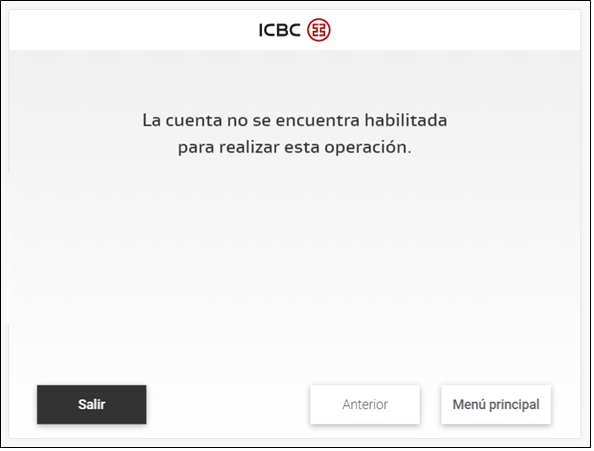 ICBC
La cuenta no se encuentra habilitada
para realizar esta operación.
Salir
Anterior
Menú principal